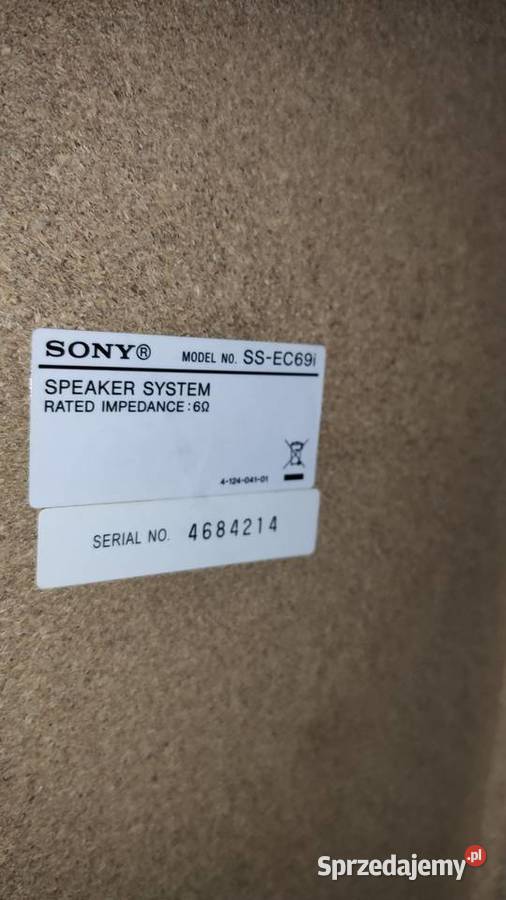 SONY® MODEL NO. SS-EC69i
SPEAKER SYSTEM
RATED IMPEDANCE:6Ω
4-124-041-01
SERIAL NO. 4684214
Sprzedajemy.pl